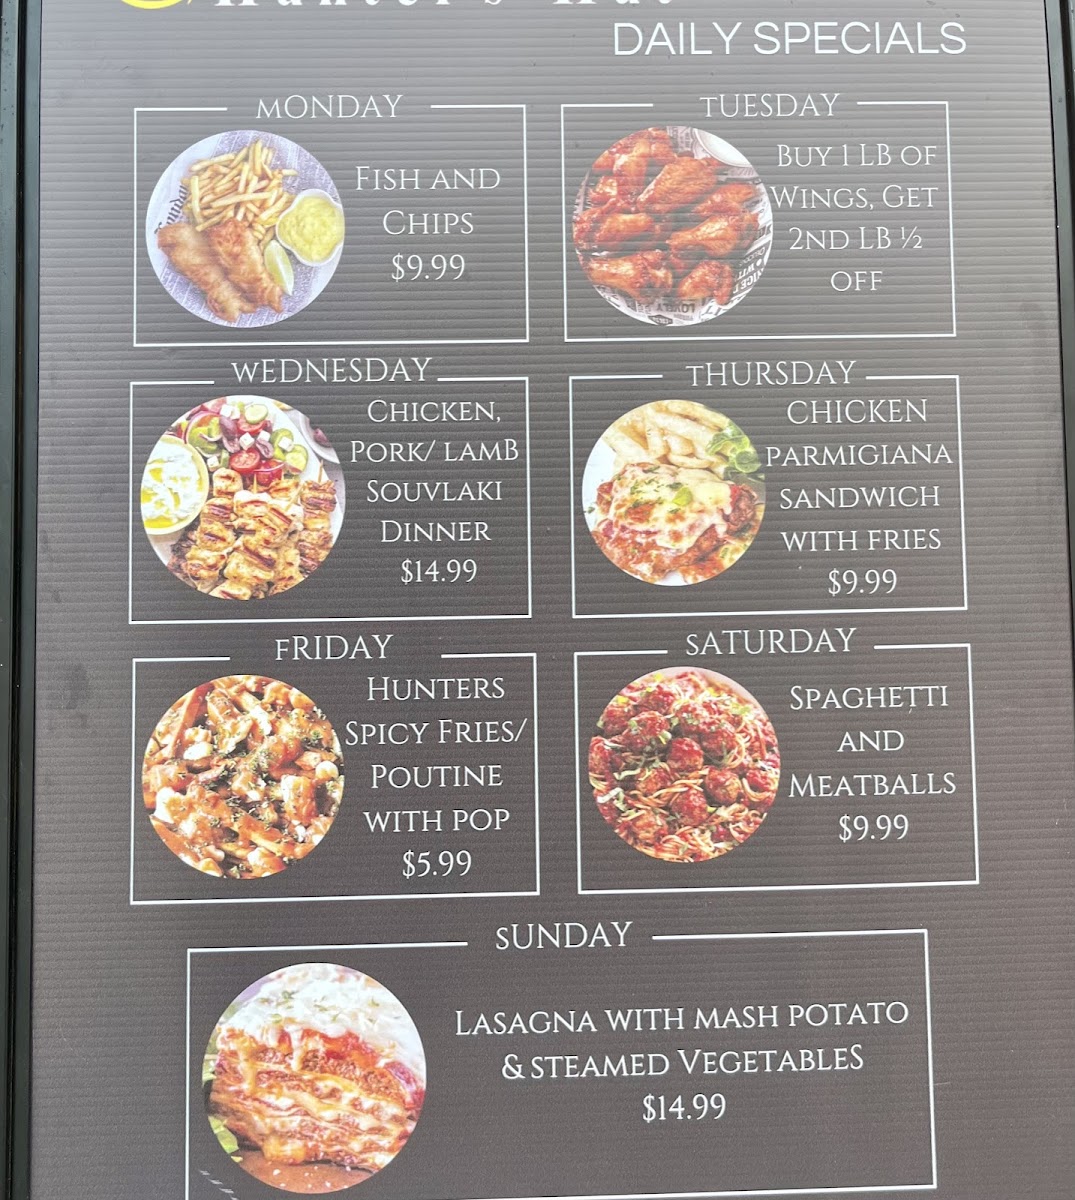 Hunter's Hut
DAILY SPECIALS
MONDAY
FISH AND
CHIPS
$9.99
TUESDAY
BUY 1 LB OF
WINGS, GET
2ND LB ½
OFF
WEDNESDAY
CHICKEN,
PORK/ LAMB
SOUVLAKI
DINNER
$14.99
THURSDAY
CHICKEN
PARMIGIANA
SANDWICH
WITH FRIES
$9.99
FRIDAY
HUNTERS
SPICY FRIES/
POUTINE
WITH POP
$5.99
SATURDAY
SPAGHETTI
AND
MEATBALLS
$9.99
SUNDAY
LASAGNA WITH MASH POTATO
& STEAMED VEGETABLES
$14.99